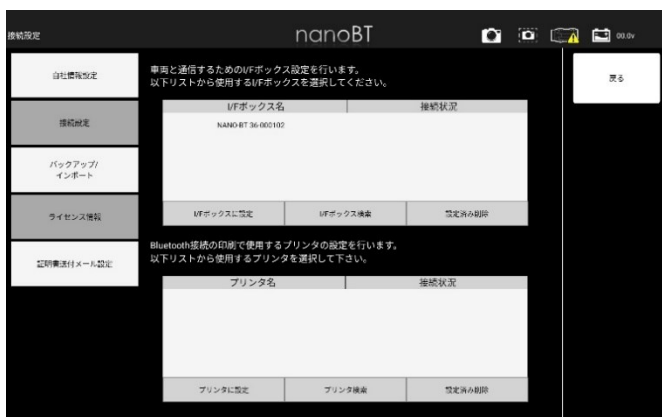 接続設定
nanoBT
00.0v
自社情報設定
接続設定
バックアップ/
インポート
ライセンス情報
証明書送付メール設定
車両と通信するためのI/Fボックス設定を行います。
以下リストから使用するI/Fボックスを選択してください。
I/Fボックス名
接続状況
NANO-BT 36-000102
I/Fボックスに設定
I/Fボックス検索
設定済み削除
Bluetooth接続の印刷で使用するプリンタの設定を行います。
以下リストから使用するプリンタを選択して下さい。
プリンタ名
接続状況
プリンタに設定
プリンタ検索
設定済み削除
戻る